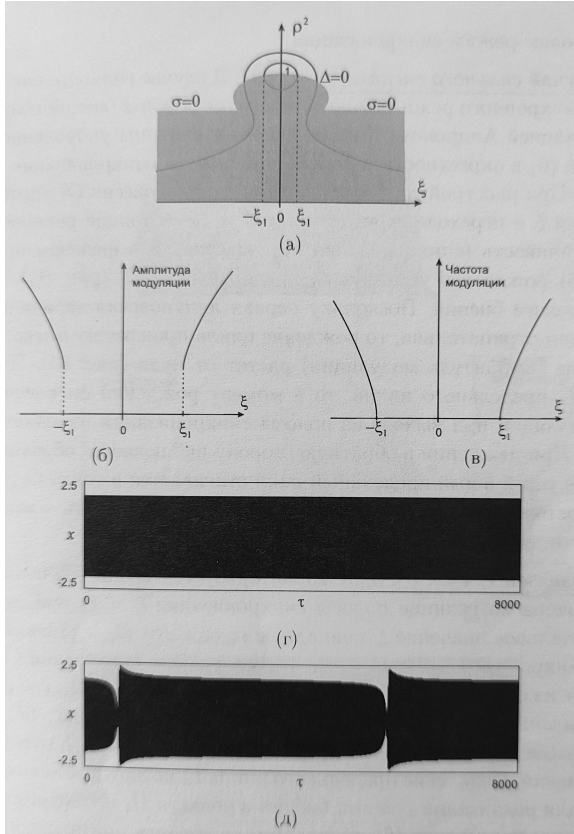 ρ²
1
Δ=0
σ=0
σ=0
−ξ₁ 0 ξ₁
ξ
(а)
Амплитуда
модуляции
−ξ₁ 0 ξ₁
ξ
(б)
Частота
модуляции
−ξ₁ 0 ξ₁
ξ
(в)
2.5
x
-2.5
0 τ 8000
(г)
2.5
x
-2.5
0 τ 8000
(д)